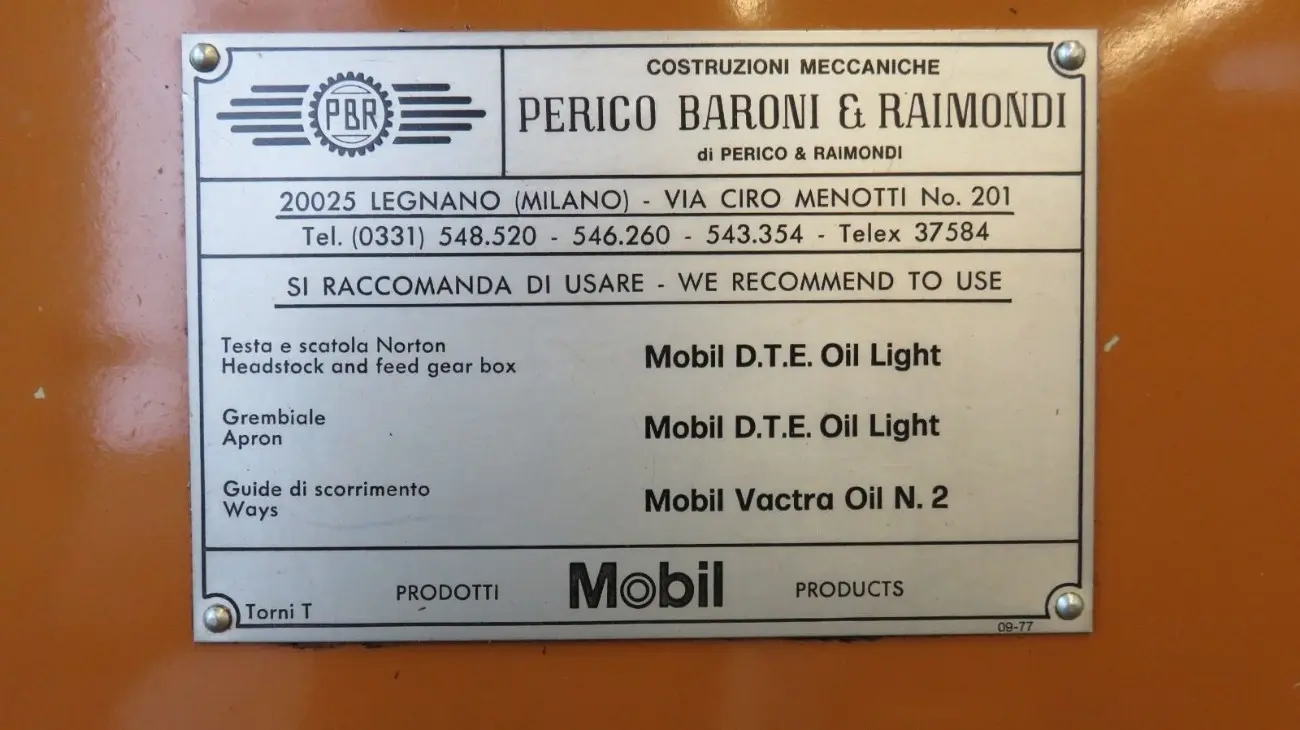 PBR
COSTRUZIONI MECCANICHE
PERICO BARONI & RAIMONDI
di PERICO & RAIMONDI
20025 LEGNANO (MILANO) - VIA CIRO MENOTTI No. 201
Tel. (0331) 548.520 - 546.260 - 543.354 - Telex 37584
SI RACCOMANDA DI USARE - WE RECOMMEND TO USE
Testa e scatola Norton
Headstock and feed gear box
Mobil D.T.E. Oil Light
Grembiale
Apron
Mobil D.T.E. Oil Light
Guide di scorrimento
Ways
Mobil Vactra Oil N. 2
PRODOTTI Mobil PRODUCTS
Torni T
09-77